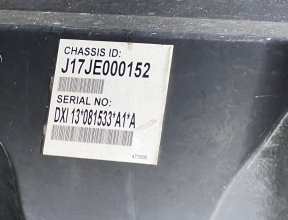 CHASSIS ID:
J17JE000152
SERIAL NO:
DXI 13*081533*A1*A